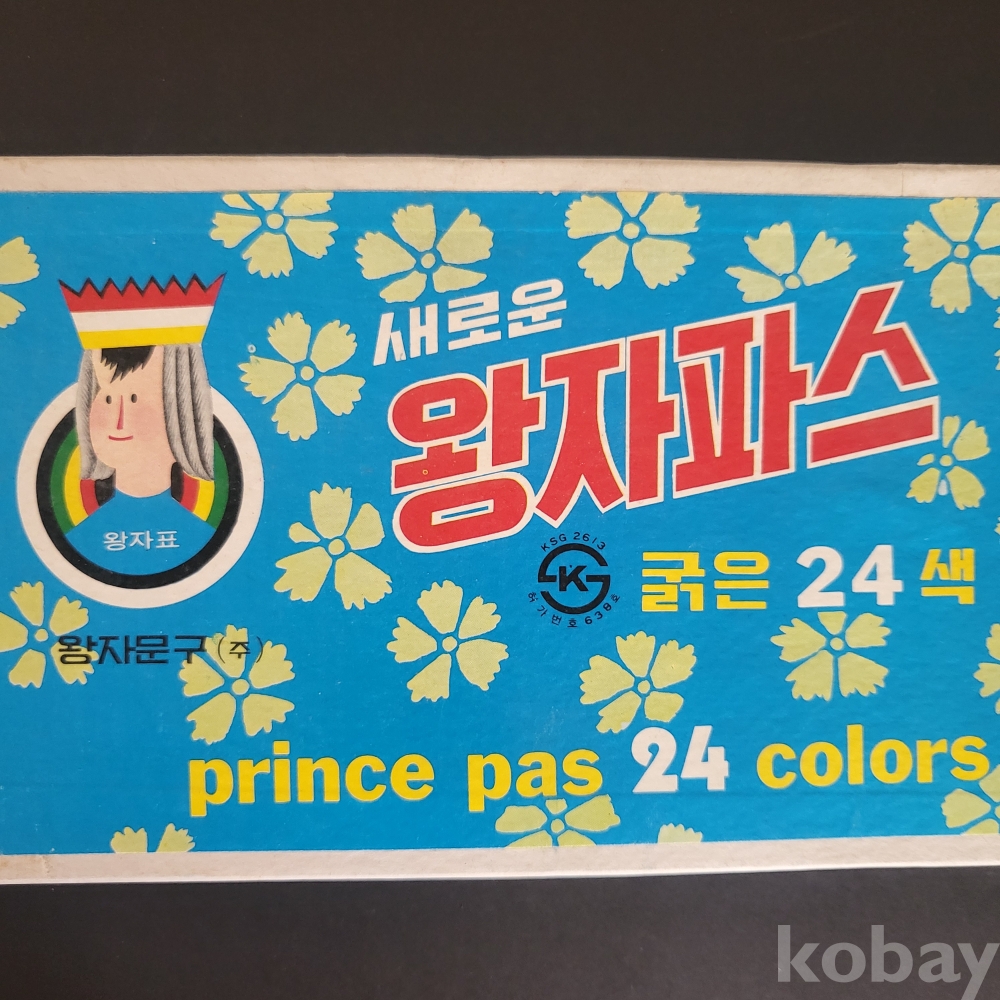 새로운
왕자파스
왕자표
KSG 2613
K
허가번호 638호
굵은 24 색
왕자문구 (주)
prince pas 24 colors
kobay